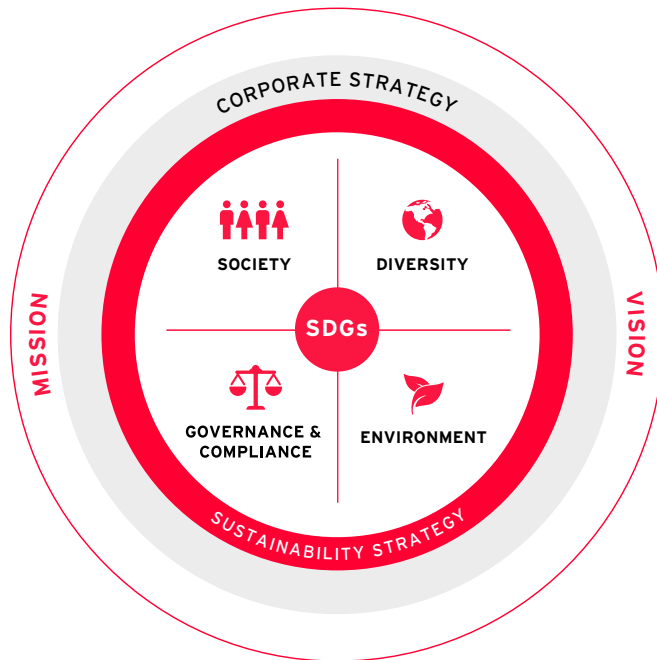 CORPORATE STRATEGY
SOCIETY
DIVERSITY
MISSION
SDGs
VISION
GOVERNANCE &
COMPLIANCE
ENVIRONMENT
SUSTAINABILITY STRATEGY